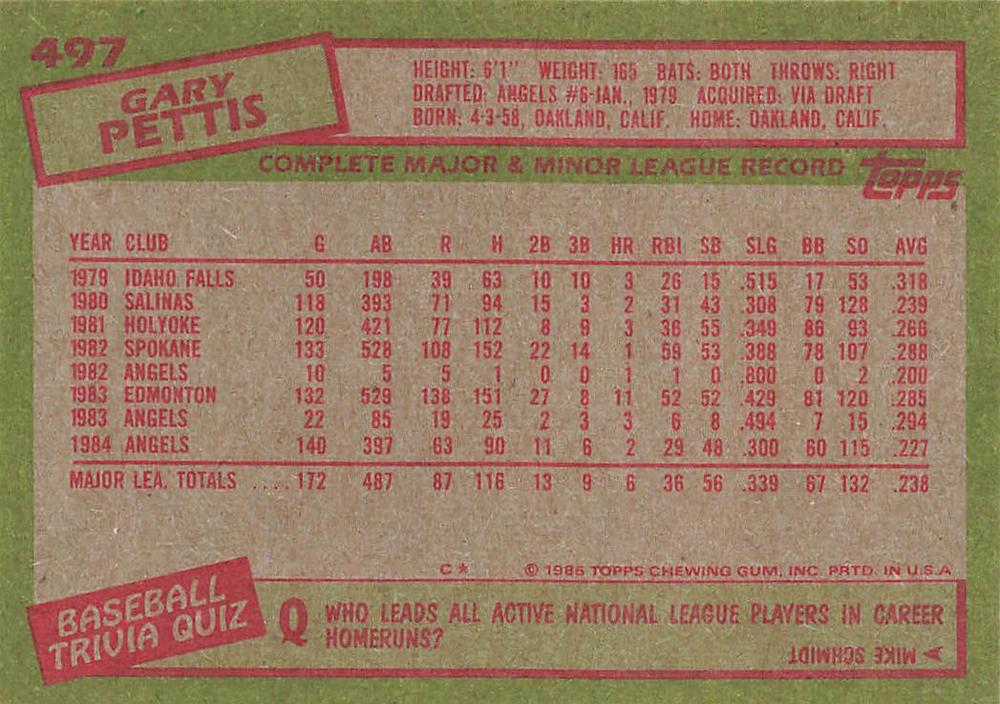 497
GARY
PETTIS
HEIGHT: 6'1" WEIGHT: 165 BATS: BOTH THROWS: RIGHT
DRAFTED: ANGELS #6-JAN., 1979 ACQUIRED: VIA DRAFT
BORN: 4-3-58, OAKLAND, CALIF. HOME: OAKLAND, CALIF.
COMPLETE MAJOR & MINOR LEAGUE RECORD topps
YEAR CLUB G AB R H 2B 3B HR RBI SB SLG BB SO AVG
1979 IDAHO FALLS 50 198 39 63 10 10 3 26 15 .515 17 53 .318
1980 SALINAS 118 393 71 94 15 3 2 31 43 .308 79 128 .239
1981 HOLYOKE 120 421 77 112 8 9 3 36 55 .349 86 93 .266
1982 SPOKANE 133 528 108 152 22 14 1 59 53 .388 78 107 .288
1982 ANGELS 10 5 5 1 0 0 1 1 0 .800 0 2 .200
1983 EDMONTON 132 529 138 151 27 8 11 52 52 .429 81 120 .285
1983 ANGELS 22 85 19 25 2 3 3 6 8 .494 7 15 .294
1984 ANGELS 140 397 63 90 11 6 2 29 48 .300 60 115 .227
MAJOR LEA. TOTALS .... 172 487 87 116 13 9 6 36 56 .339 67 132 .238
C* © 1985 TOPPS CHEWING GUM, INC. PRTD. IN U.S.A
BASEBALL
TRIVIA QUIZ
Q WHO LEADS ALL ACTIVE NATIONAL LEAGUE PLAYERS IN CAREER
HOMERUNS?
A MIKE SCHMIDT